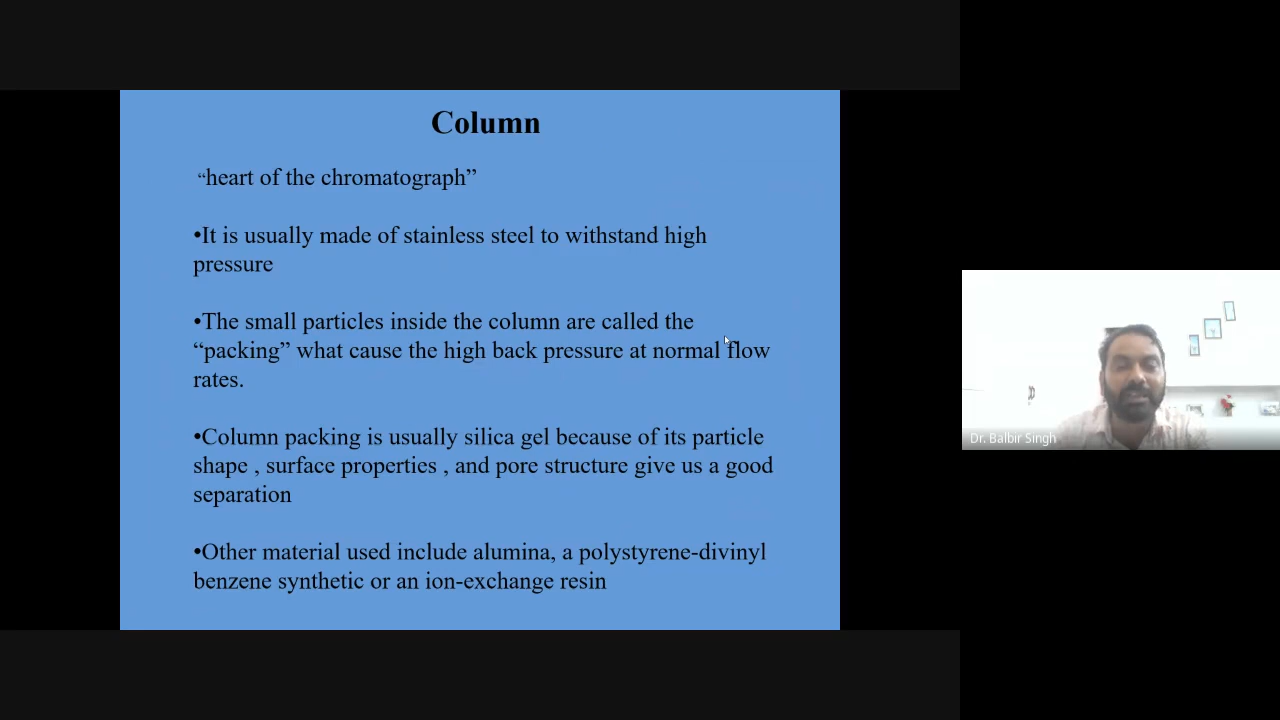 Column
“heart of the chromatograph”
•It is usually made of stainless steel to withstand high
pressure
•The small particles inside the column are called the
“packing” what cause the high back pressure at normal flow
rates.
•Column packing is usually silica gel because of its particle
shape , surface properties , and pore structure give us a good
separation
•Other material used include alumina, a polystyrene-divinyl
benzene synthetic or an ion-exchange resin
Dr. Balbir Singh